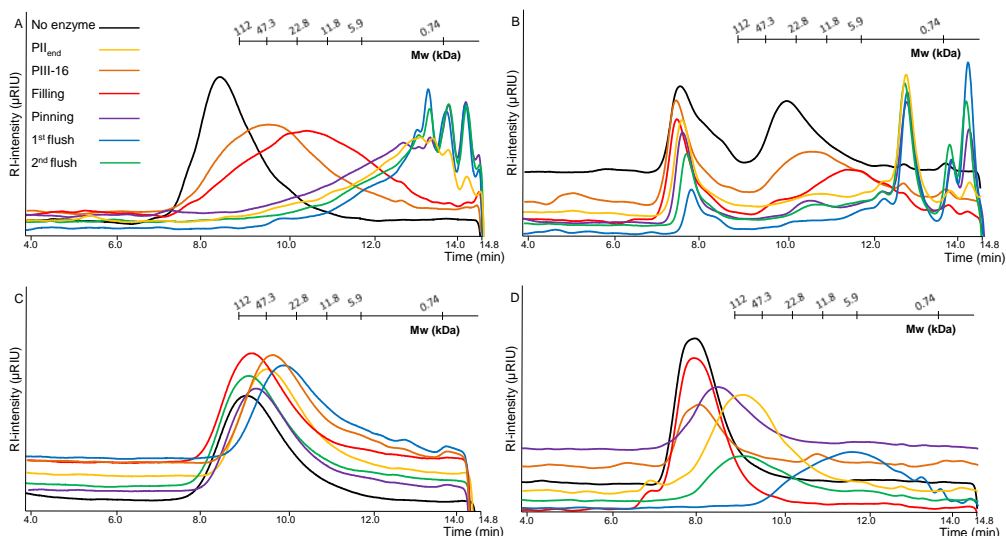 A
112 47.3 22.8 11.8 5.9 0.74
Mw (kDa)
RI-intensity (µRIU)
No enzyme
PIIend
PIII-16
Filling
Pinning
1st flush
2nd flush
4.0 6.0 8.0 10.0 12.0 14.0 14.8
Time (min)
B
112 47.3 22.8 11.8 5.9 0.74
Mw (kDa)
RI-intensity (µRIU)
4.0 6.0 8.0 10.0 12.0 14.0 14.8
Time (min)
C
112 47.3 22.8 11.8 5.9 0.74
Mw (kDa)
RI-intensity (µRIU)
4.0 6.0 8.0 10.0 12.0 14.0 14.8
Time (min)
D
112 47.3 22.8 11.8 5.9 0.74
Mw (kDa)
RI-intensity (µRIU)
4.0 6.0 8.0 10.0 12.0 14.0 14.8
Time (min)